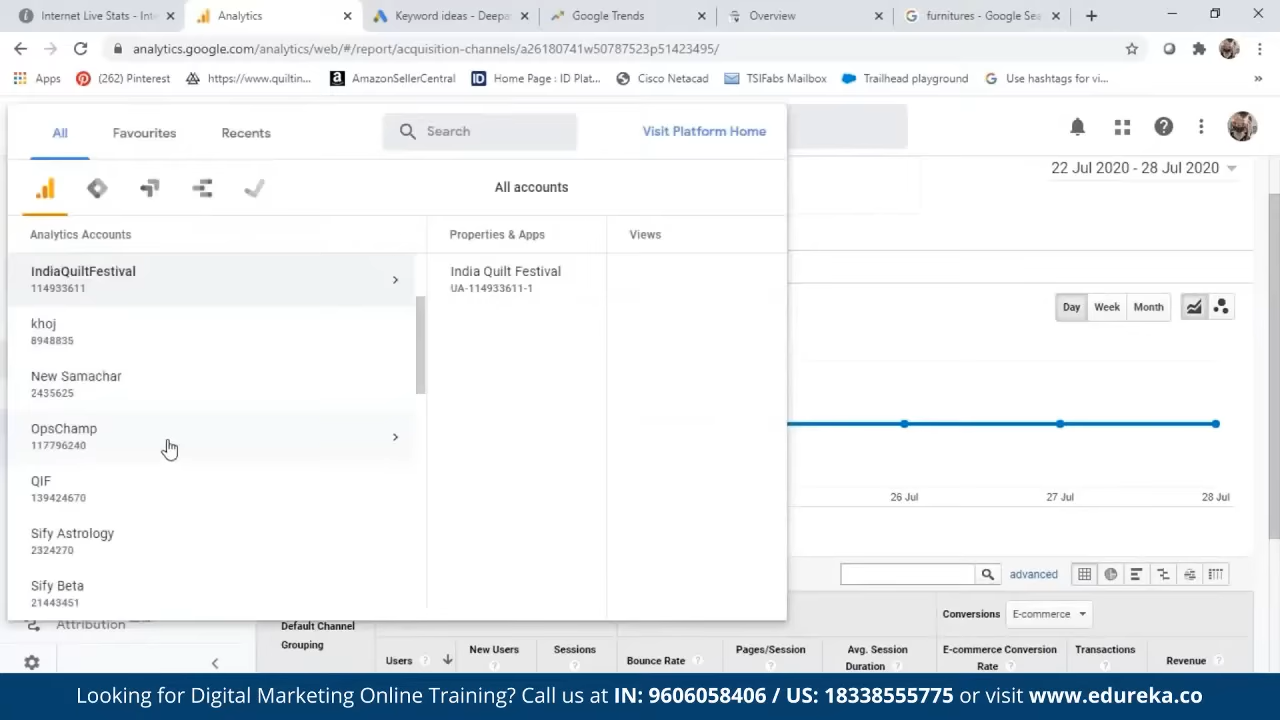 Internet Live Stats - Inte
Analytics
Keyword ideas - Deepa
Google Trends
Overview
furnitures - Google Sea
analytics.google.com/analytics/web/#/report/acquisition-channels/a26180741w50787523p51423495/
Apps
(262) Pinterest
https://www.quiltin...
AmazonSellerCentral
Home Page : ID Plat...
Cisco Netacad
TSIFabs Mailbox
Trailhead playground
Use hashtags for vi...
All
Favourites
Recents
Search
Visit Platform Home
22 Jul 2020 - 28 Jul 2020
All accounts
Analytics Accounts
Properties & Apps
Views
IndiaQuiltFestival
114933611
India Quilt Festival
UA-114933611-1
khoj
8948835
New Samachar
2435625
OpsChamp
117796240
QIF
139424670
Sify Astrology
2324270
Sify Beta
21443451
Day
Week
Month
26 Jul
27 Jul
28 Jul
advanced
Attribution
Default Channel
Grouping
Conversions
E-commerce
Users
New Users
Sessions
Bounce Rate
Pages/Session
Avg. Session
Duration
E-commerce Conversion
Rate
Transactions
Revenue
Looking for Digital Marketing Online Training? Call us at IN: 9606058406 / US: 18338555775 or visit www.edureka.co